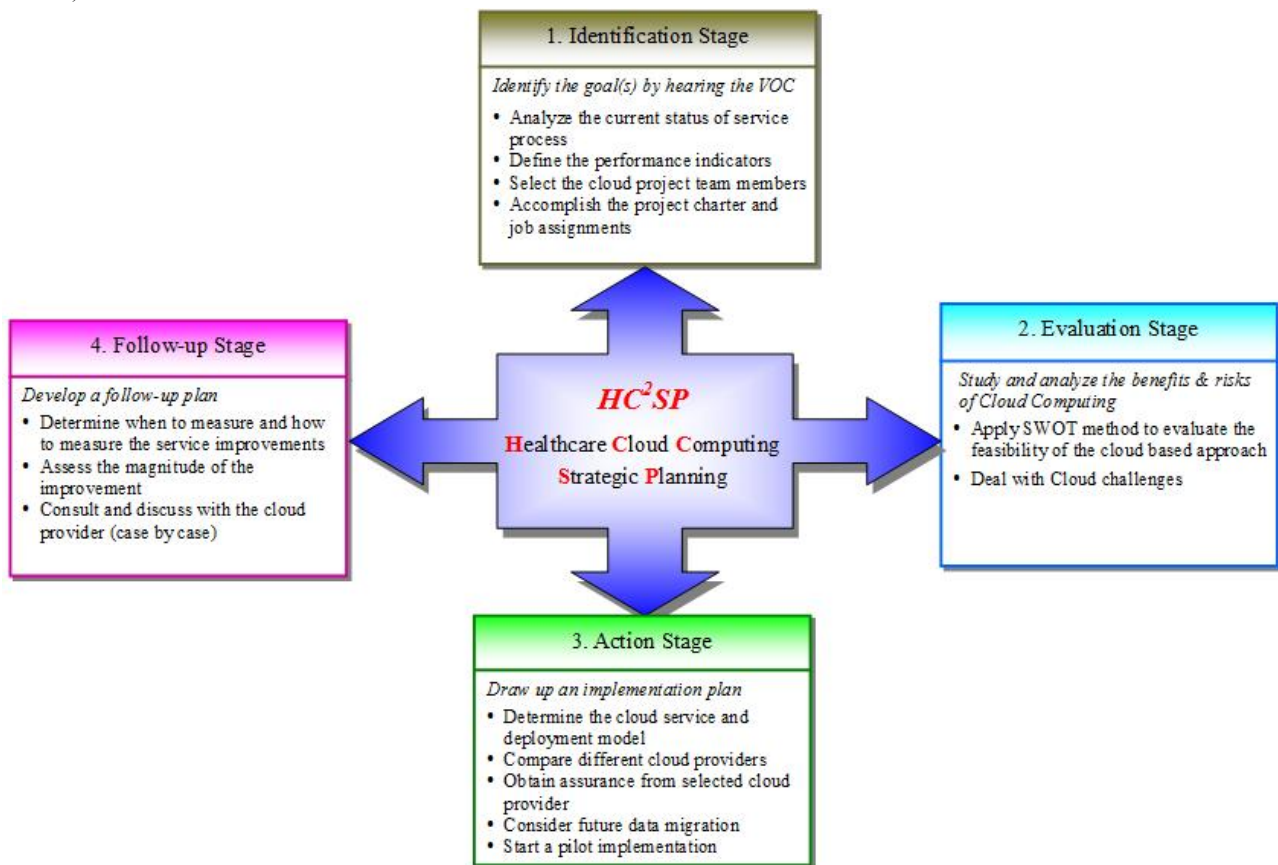 1. Identification Stage
Identify the goal(s) by hearing the VOC
• Analyze the current status of service
process
• Define the performance indicators
• Select the cloud project team members
• Accomplish the project charter and
job assignments
2. Evaluation Stage
Study and analyze the benefits & risks
of Cloud Computing
• Apply SWOT method to evaluate the
feasibility of the cloud based approach
• Deal with Cloud challenges
HC²SP
Healthcare Cloud Computing
Strategic Planning
4. Follow-up Stage
Develop a follow-up plan
• Determine when to measure and how
to measure the service improvements
• Assess the magnitude of the
improvement
• Consult and discuss with the cloud
provider (case by case)
3. Action Stage
Draw up an implementation plan
• Determine the cloud service and
deployment model
• Compare different cloud providers
• Obtain assurance from selected cloud
provider
• Consider future data migration
• Start a pilot implementation